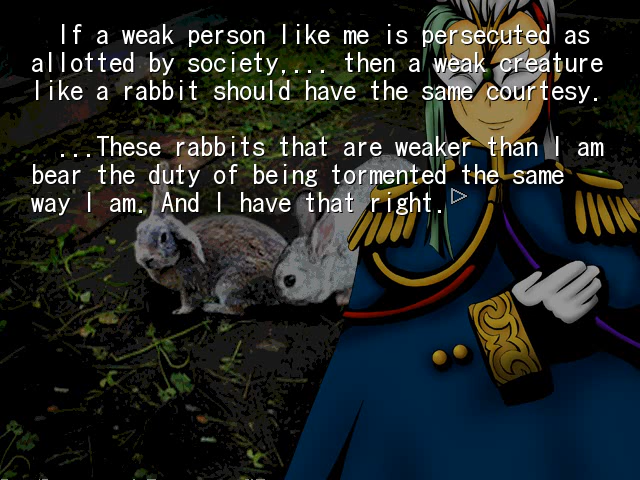 If a weak person like me is persecuted as
allotted by society,... then a weak creature
like a rabbit should have the same courtesy.
...These rabbits that are weaker than I am
bear the duty of being tormented the same
way I am. And I have that right.